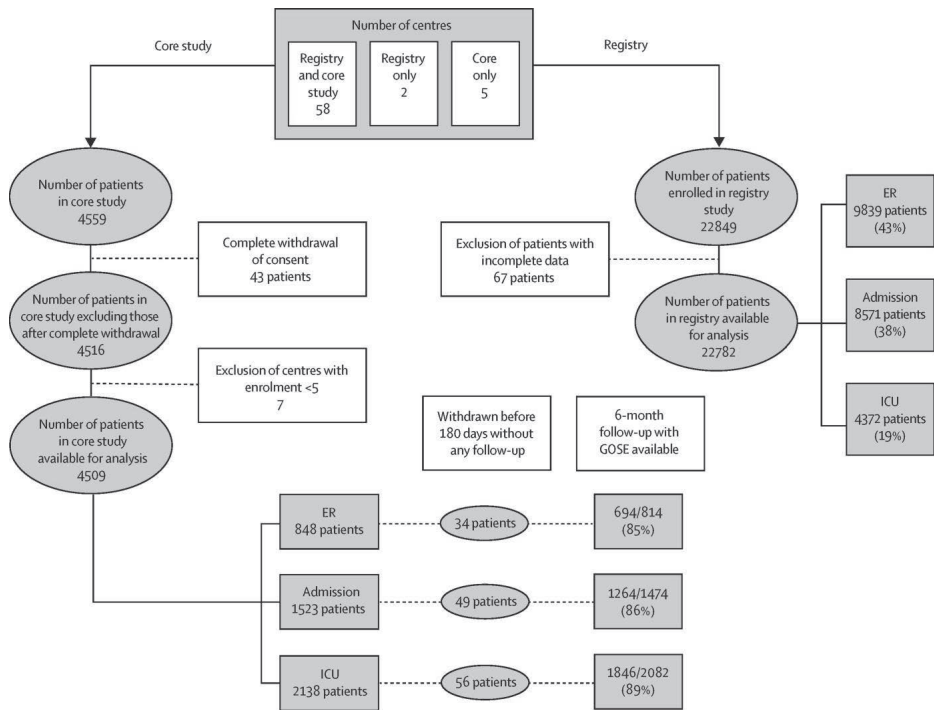 Number of centres
Core study
Registry
Registry
and core
study
58
Registry
only
2
Core
only
5
Number of patients
in core study
4559
Complete withdrawal
of consent
43 patients
Number of patients in
core study excluding those
after complete withdrawal
4516
Exclusion of centres with
enrolment <5
7
Number of patients
in core study
available for analysis
4509
Number of patients
enrolled in registry
study
22849
Exclusion of patients with
incomplete data
67 patients
Number of patients
in registry available
for analysis
22782
ER
9839 patients
(43%)
Admission
8571 patients
(38%)
ICU
4372 patients
(19%)
Withdrawn before
180 days without
any follow-up
6-month
follow-up with
GOSE available
ER
848 patients
34 patients
694/814
(85%)
Admission
1523 patients
49 patients
1264/1474
(86%)
ICU
2138 patients
56 patients
1846/2082
(89%)